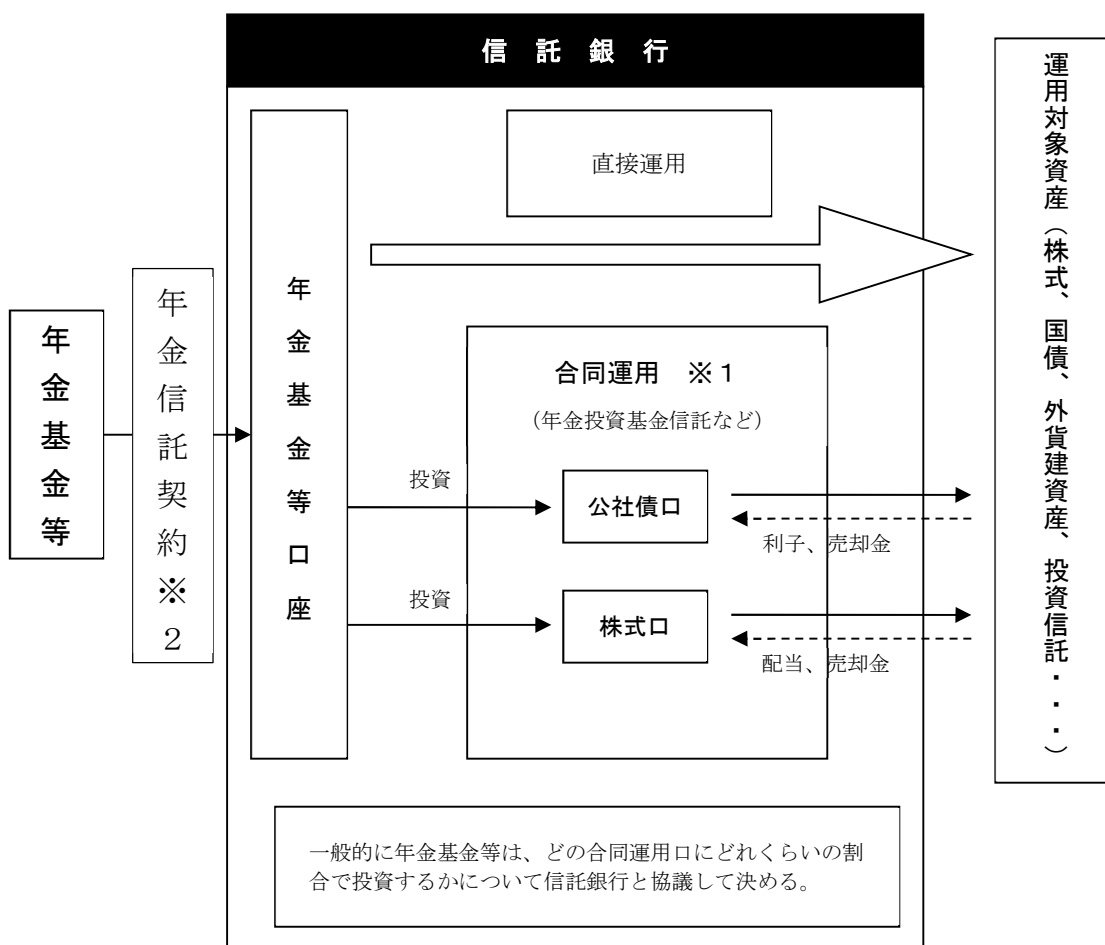 信託銀行
年金基金等
年金信託契約※2
年金基金等口座
直接運用
合同運用　※１
（年金投資基金信託など）
投資
公社債口
利子、売却金
投資
株式口
配当、売却金
運用対象資産（株式、国債、外貨建資産、投資信託・・・）
一般的に年金基金等は、どの合同運用口にどれくらいの割
合で投資するかについて信託銀行と協議して決める。